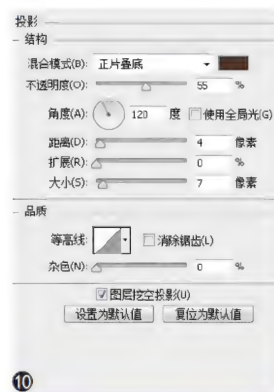 投影
结构
混合模式(B): 正片叠底
不透明度(O): 55 %
角度(A): 120 度 使用全局光(G)
距离(D): 4 像素
扩展(R): 0 %
大小(S): 7 像素
品质
等高线: 消除锯齿(L)
杂色(N): 0 %
图层挖空投影(U)
设置为默认值 复位为默认值
10